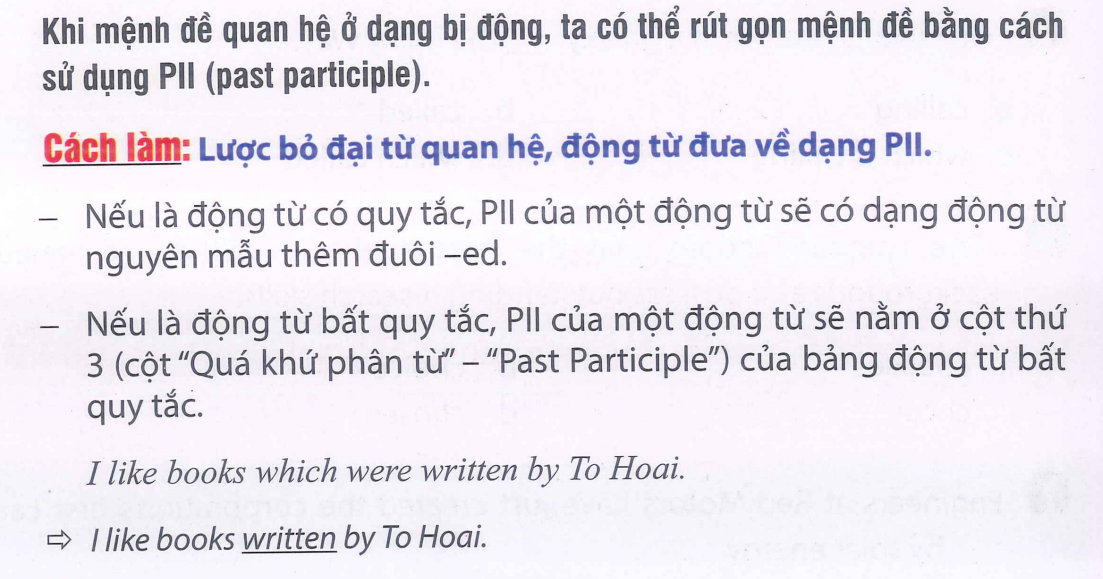 Khi mệnh đề quan hệ ở dạng bị động, ta có thể rút gọn mệnh đề bằng cách
sử dụng PII (past participle).
Cách làm: Lược bỏ đại từ quan hệ, động từ đưa về dạng PII.
– Nếu là động từ có quy tắc, PII của một động từ sẽ có dạng động từ
nguyên mẫu thêm đuôi –ed.
– Nếu là động từ bất quy tắc, PII của một động từ sẽ nằm ở cột thứ
3 (cột “Quá khứ phân từ” – “Past Participle”) của bảng động từ bất
quy tắc.
I like books which were written by To Hoai.
⇨ I like books written by To Hoai.